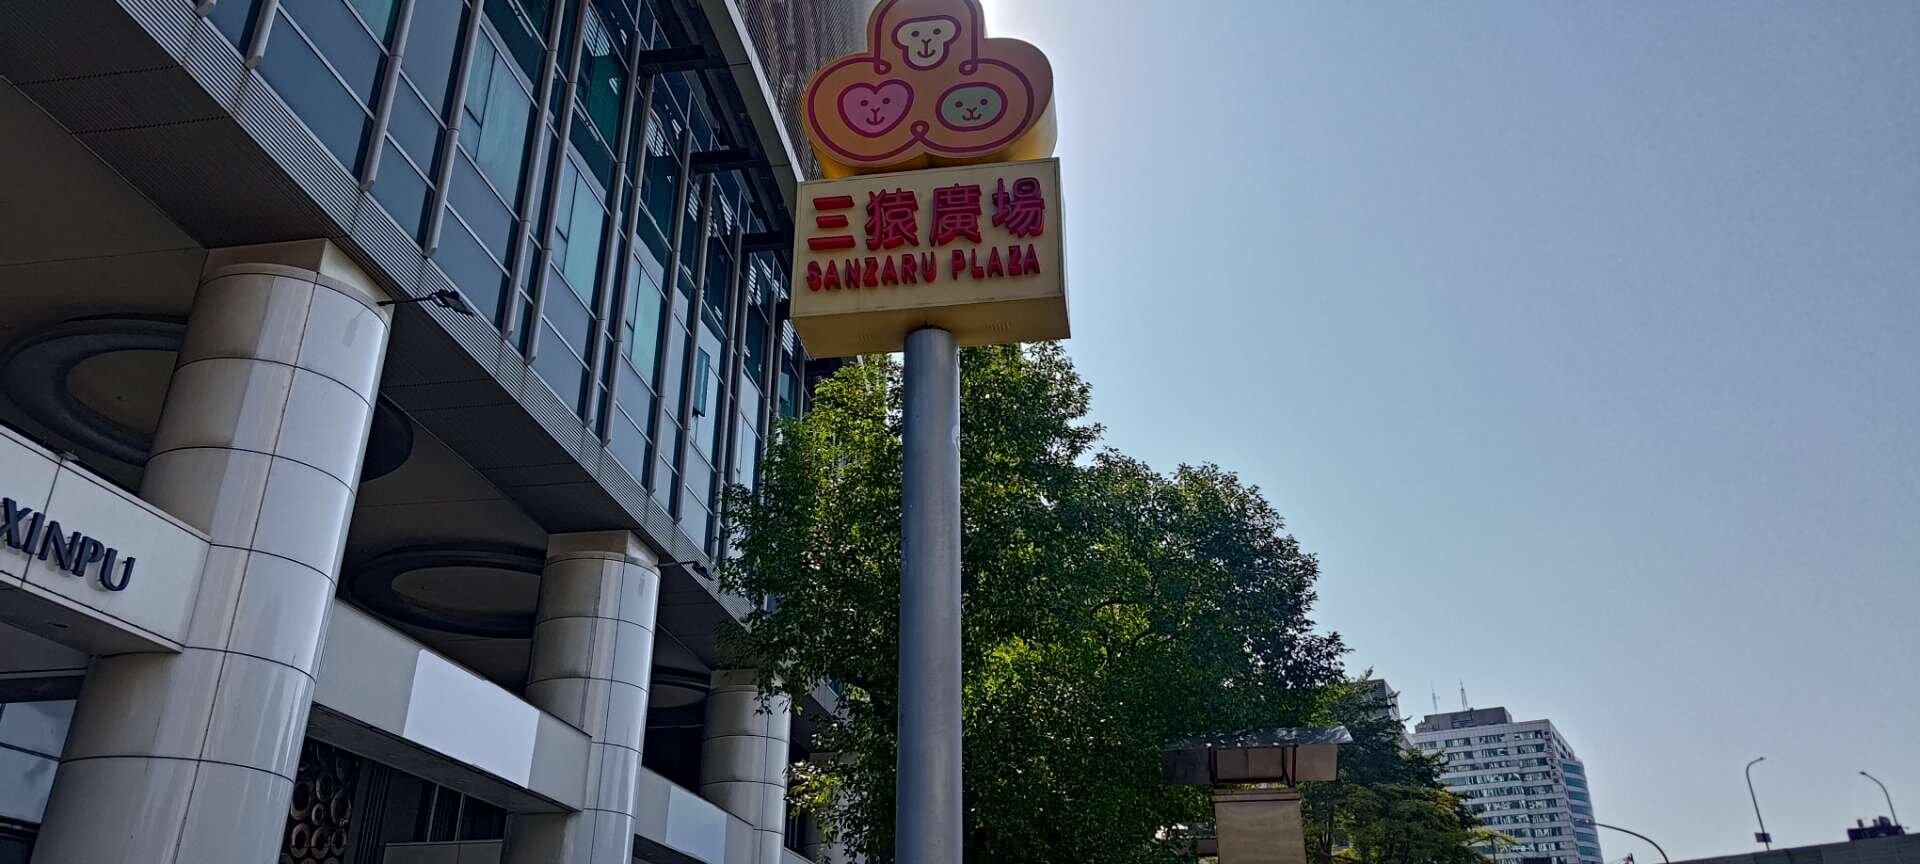 三猿廣場
SANZARU PLAZA
XINPU